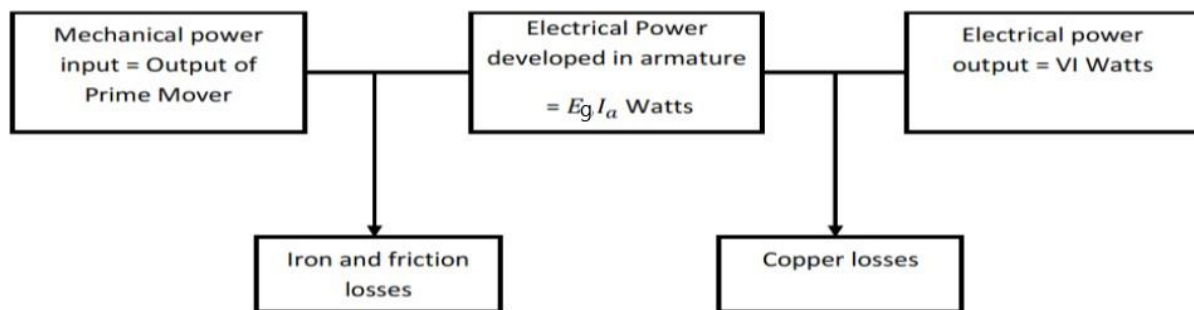 Mechanical power
input = Output of
Prime Mover
Electrical Power
developed in armature
= EgIa Watts
Electrical power
output = VI Watts
Iron and friction
losses
Copper losses